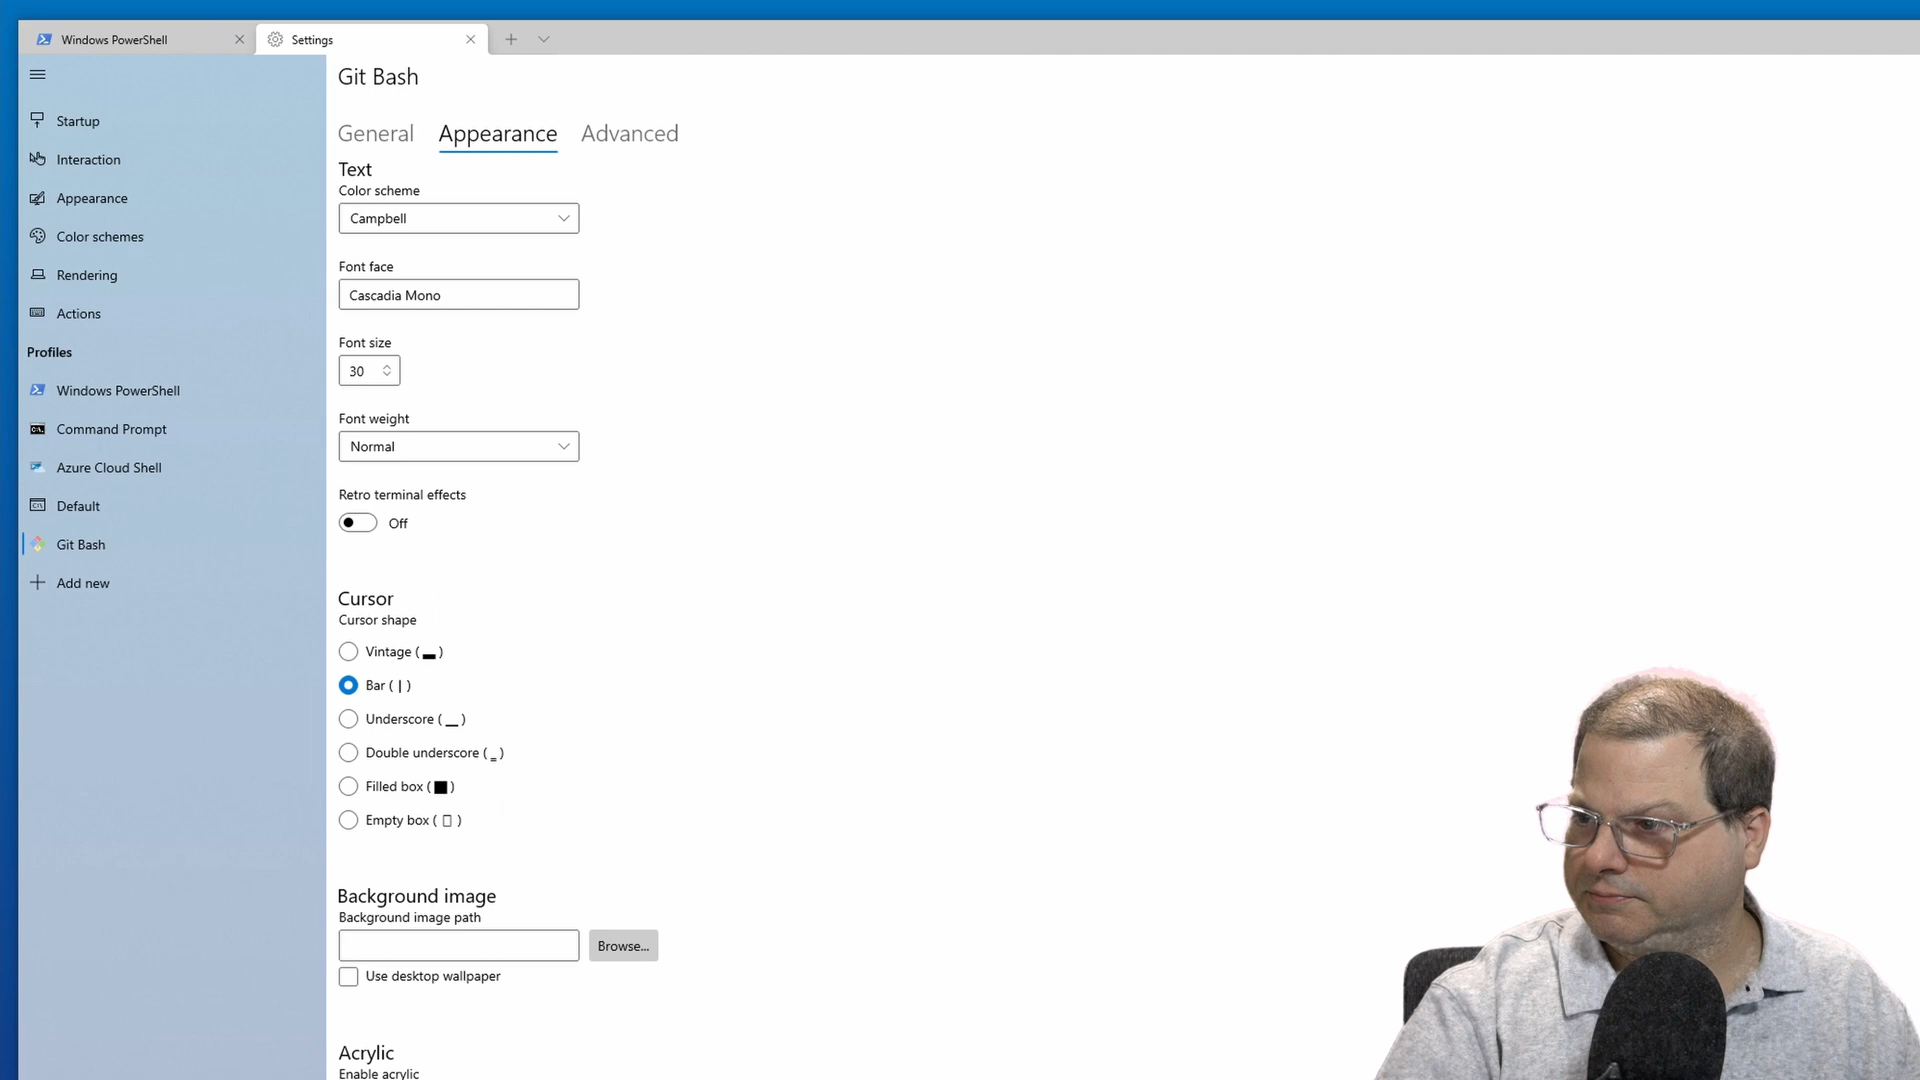 Windows PowerShell
Settings
Git Bash
General Appearance Advanced
Startup
Interaction
Appearance
Color schemes
Rendering
Actions
Profiles
Windows PowerShell
Command Prompt
Azure Cloud Shell
Default
Git Bash
Add new
Text
Color scheme
Campbell
Font face
Cascadia Mono
Font size
30
Font weight
Normal
Retro terminal effects
Off
Cursor
Cursor shape
Vintage ( ▂ )
Bar ( | )
Underscore ( ▁ )
Double underscore ( ‗ )
Filled box ( █ )
Empty box ( ▯ )
Background image
Background image path
Browse...
Use desktop wallpaper
Acrylic
Enable acrylic